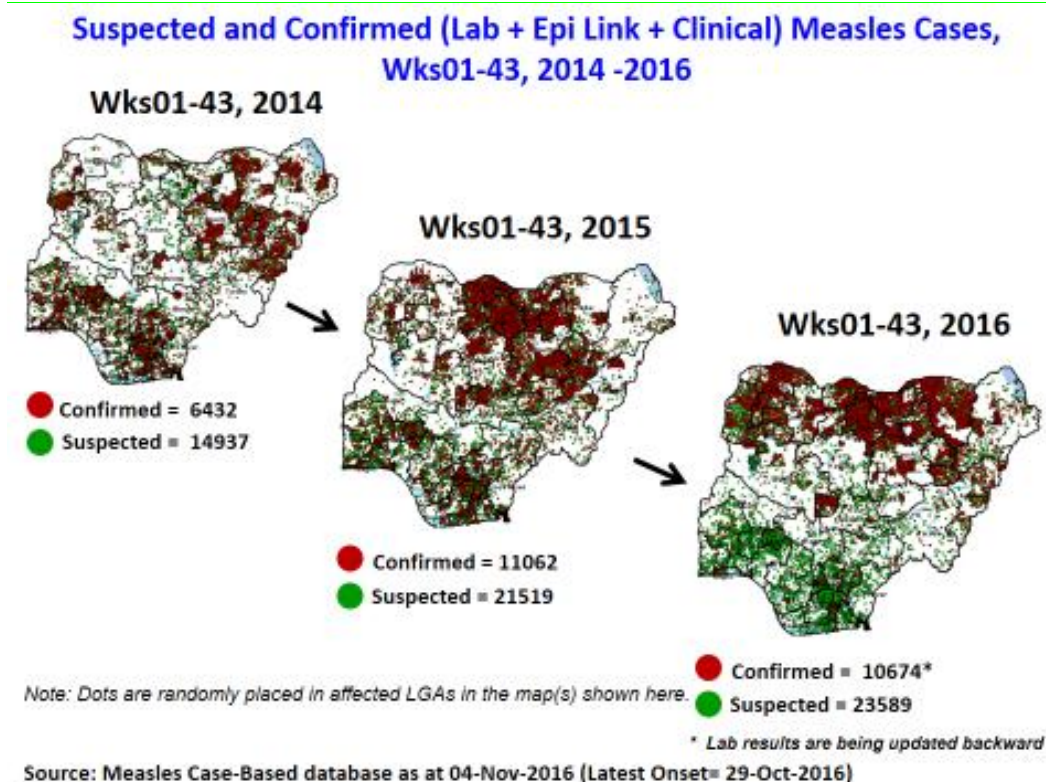 Suspected and Confirmed (Lab + Epi Link + Clinical) Measles Cases,
Wks01-43, 2014 -2016
Wks01-43, 2014
Confirmed = 6432
Suspected = 14937
Wks01-43, 2015
Confirmed = 11062
Suspected = 21519
Wks01-43, 2016
Confirmed = 10674*
Suspected = 23589
Note: Dots are randomly placed in affected LGAs in the map(s) shown here.
* Lab results are being updated backward
Source: Measles Case-Based database as at 04-Nov-2016 (Latest Onset= 29-Oct-2016)